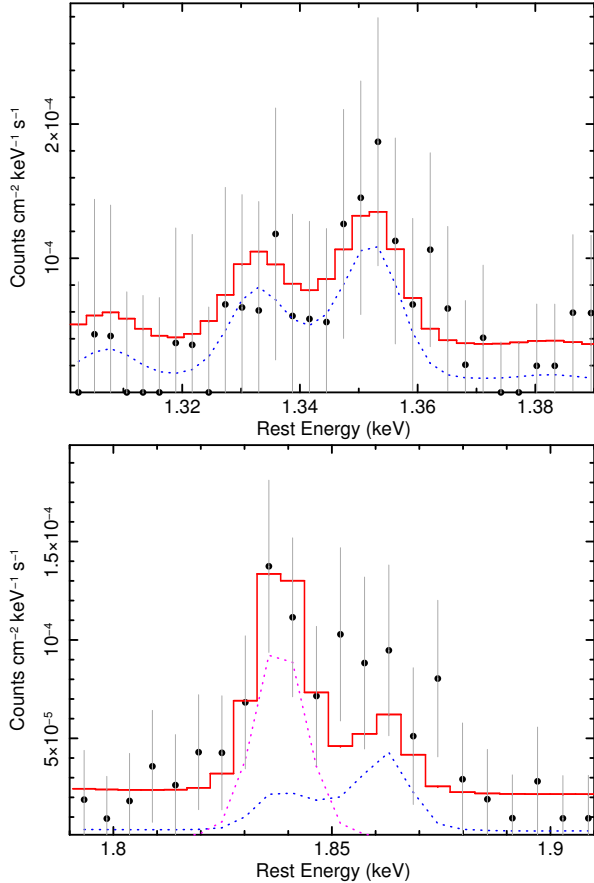 Counts cm⁻² keV⁻¹ s⁻¹
2×10⁻⁴
10⁻⁴
1.32 1.34 1.36 1.38
Rest Energy (keV)
Counts cm⁻² keV⁻¹ s⁻¹
1.5×10⁻⁴
10⁻⁴
5×10⁻⁵
1.8 1.85 1.9
Rest Energy (keV)